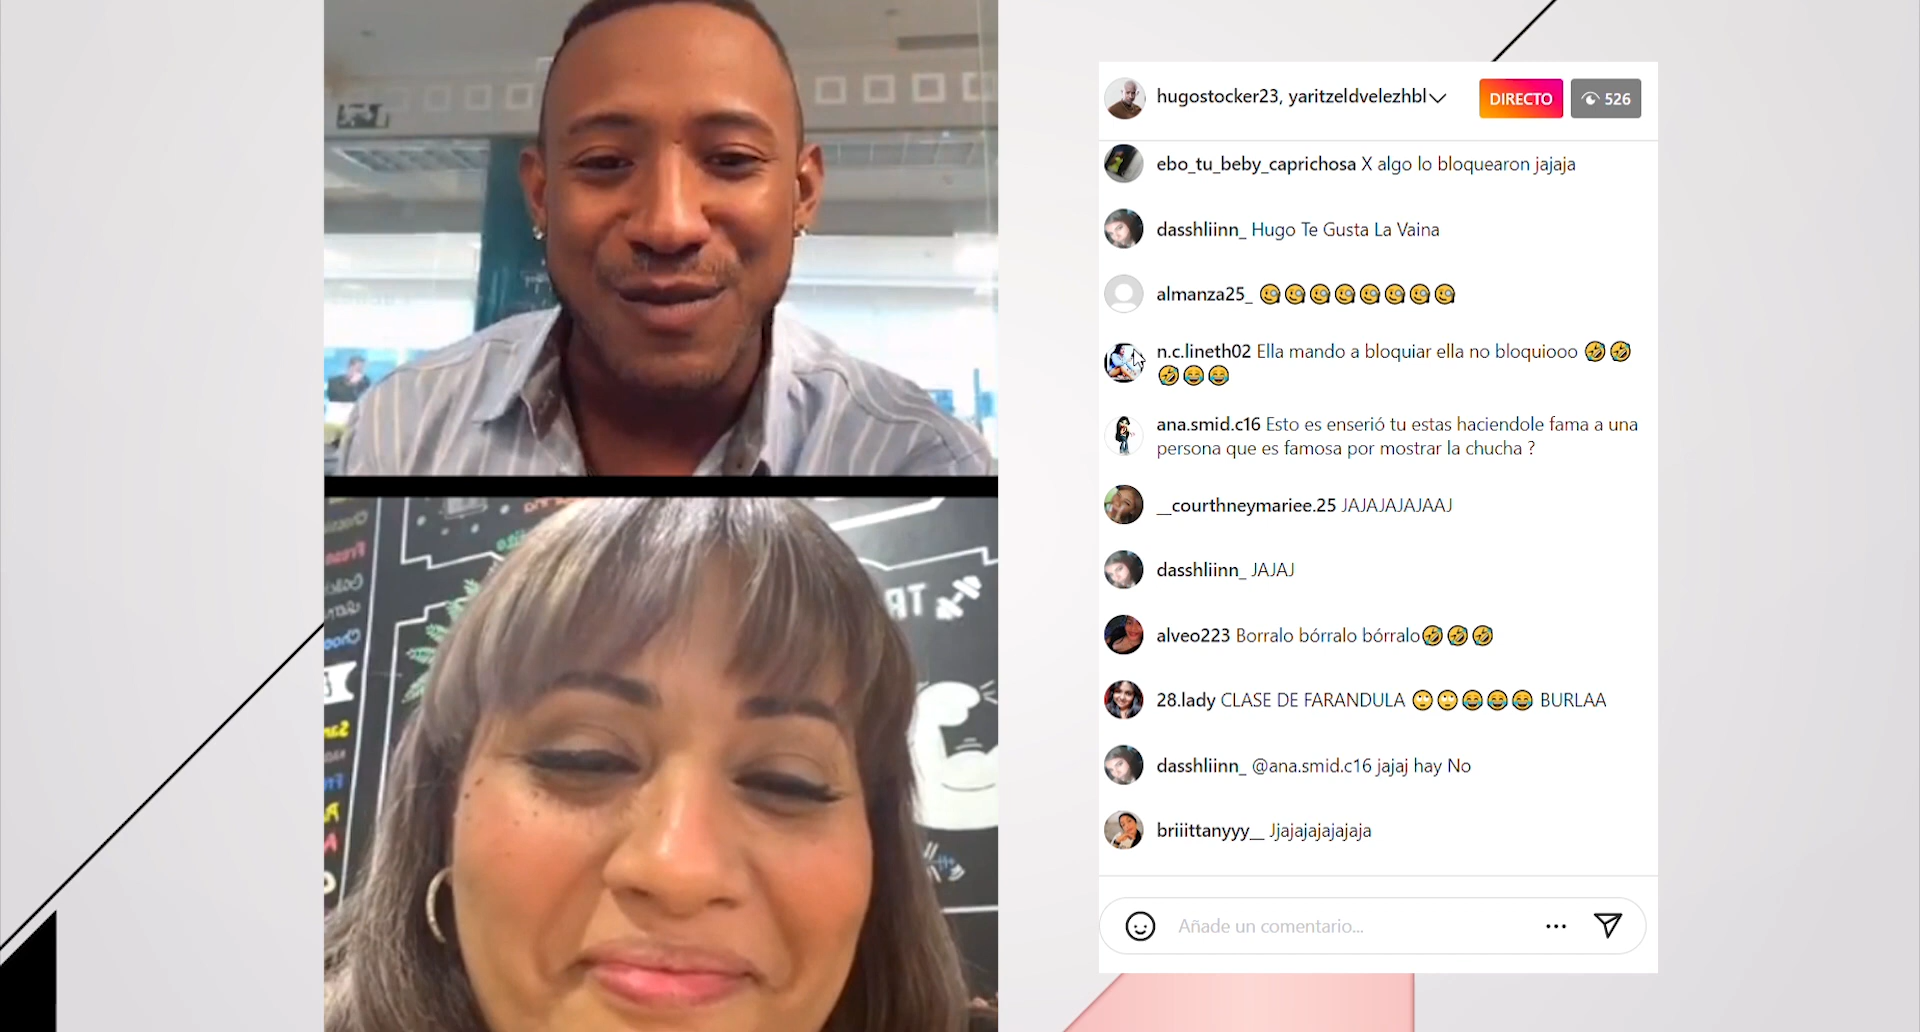 hugostocker23, yaritzeldvelezhbl
DIRECTO
526
ebo_tu_beby_caprichosa X algo lo bloquearon jajaja
dasshliinn_ Hugo Te Gusta La Vaina
almanza25_ 🧐🧐🧐🧐🧐🧐🧐🧐
n.c.lineth02 Ella mando a bloquiar ella no bloquiooo 🤣🤣
🤣😂😂
ana.smid.c16 Esto es enserió tu estas haciendole fama a una
persona que es famosa por mostrar la chucha ?
__courthneymariee.25 JAJAJAJAJAAJ
dasshliinn_ JAJAJ
alveo223 Borralo bórralo bórralo🤣🤣🤣
28.lady CLASE DE FARANDULA 🙄🙄😂😂😂 BURLAA
dasshliinn_ @ana.smid.c16 jajaj hay No
briiittanyyy__ Jjajajajajajaja
Añade un comentario...